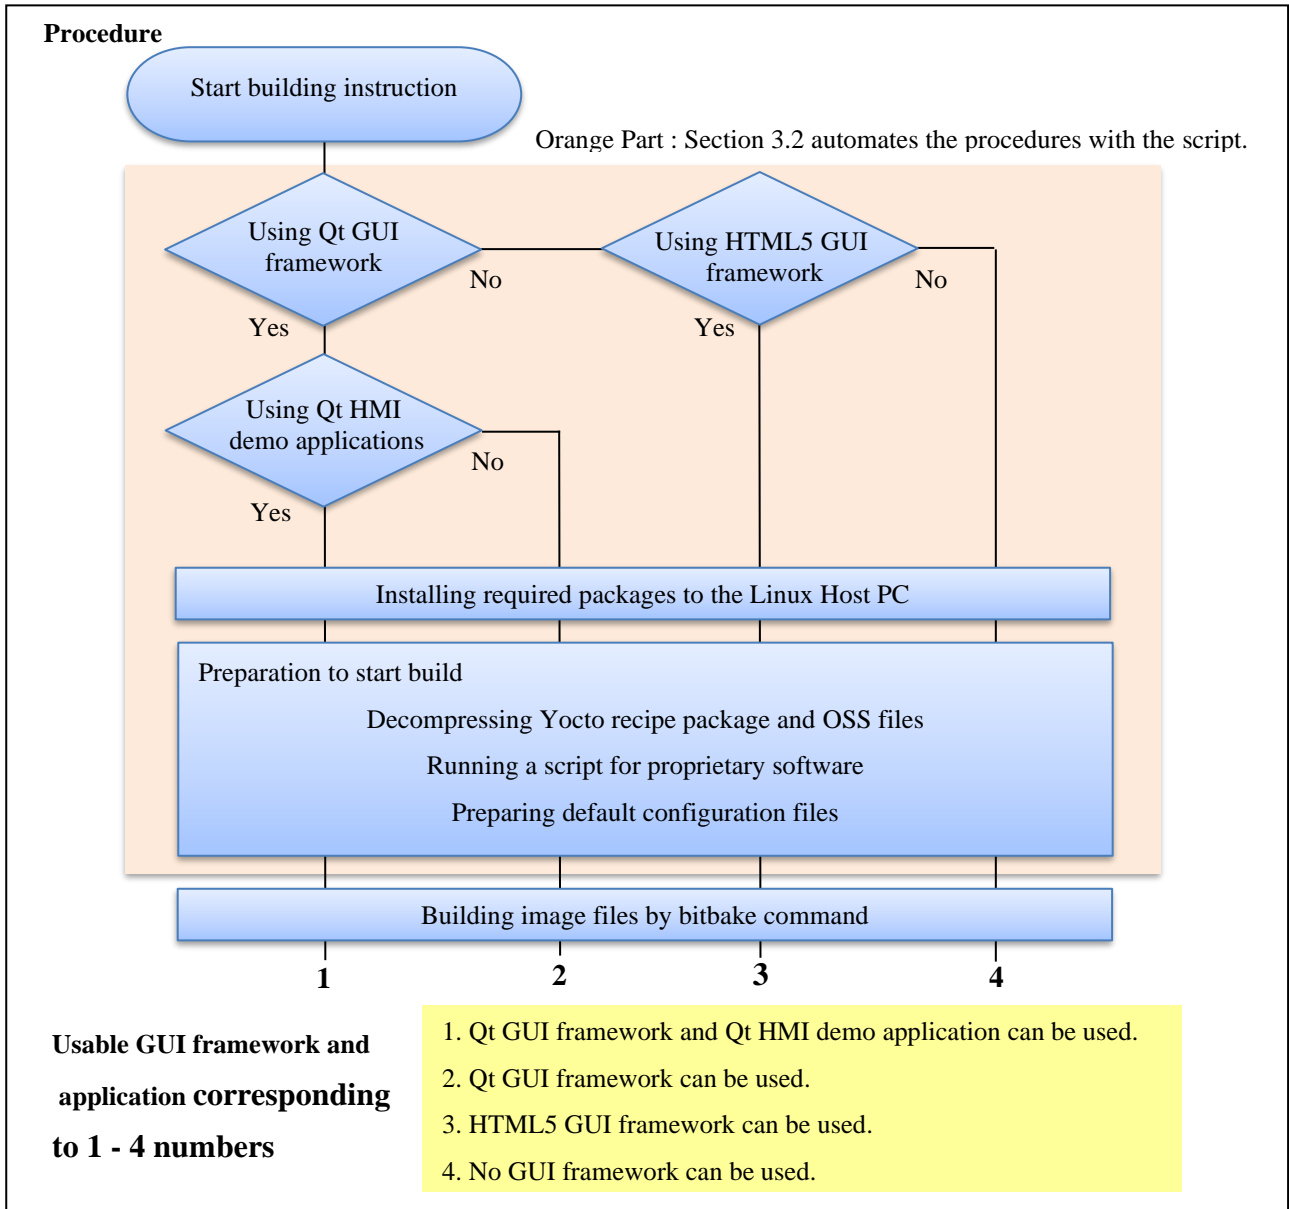 Procedure
Start building instruction
Orange Part : Section 3.2 automates the procedures with the script.
Using Qt GUI
framework
No
Yes
Using HTML5 GUI
framework
No
Yes
Using Qt HMI
demo applications
No
Yes
Installing required packages to the Linux Host PC
Preparation to start build
Decompressing Yocto recipe package and OSS files
Running a script for proprietary software
Preparing default configuration files
Building image files by bitbake command
1
2
3
4
Usable GUI framework and
application corresponding
to 1 - 4 numbers
1. Qt GUI framework and Qt HMI demo application can be used.
2. Qt GUI framework can be used.
3. HTML5 GUI framework can be used.
4. No GUI framework can be used.